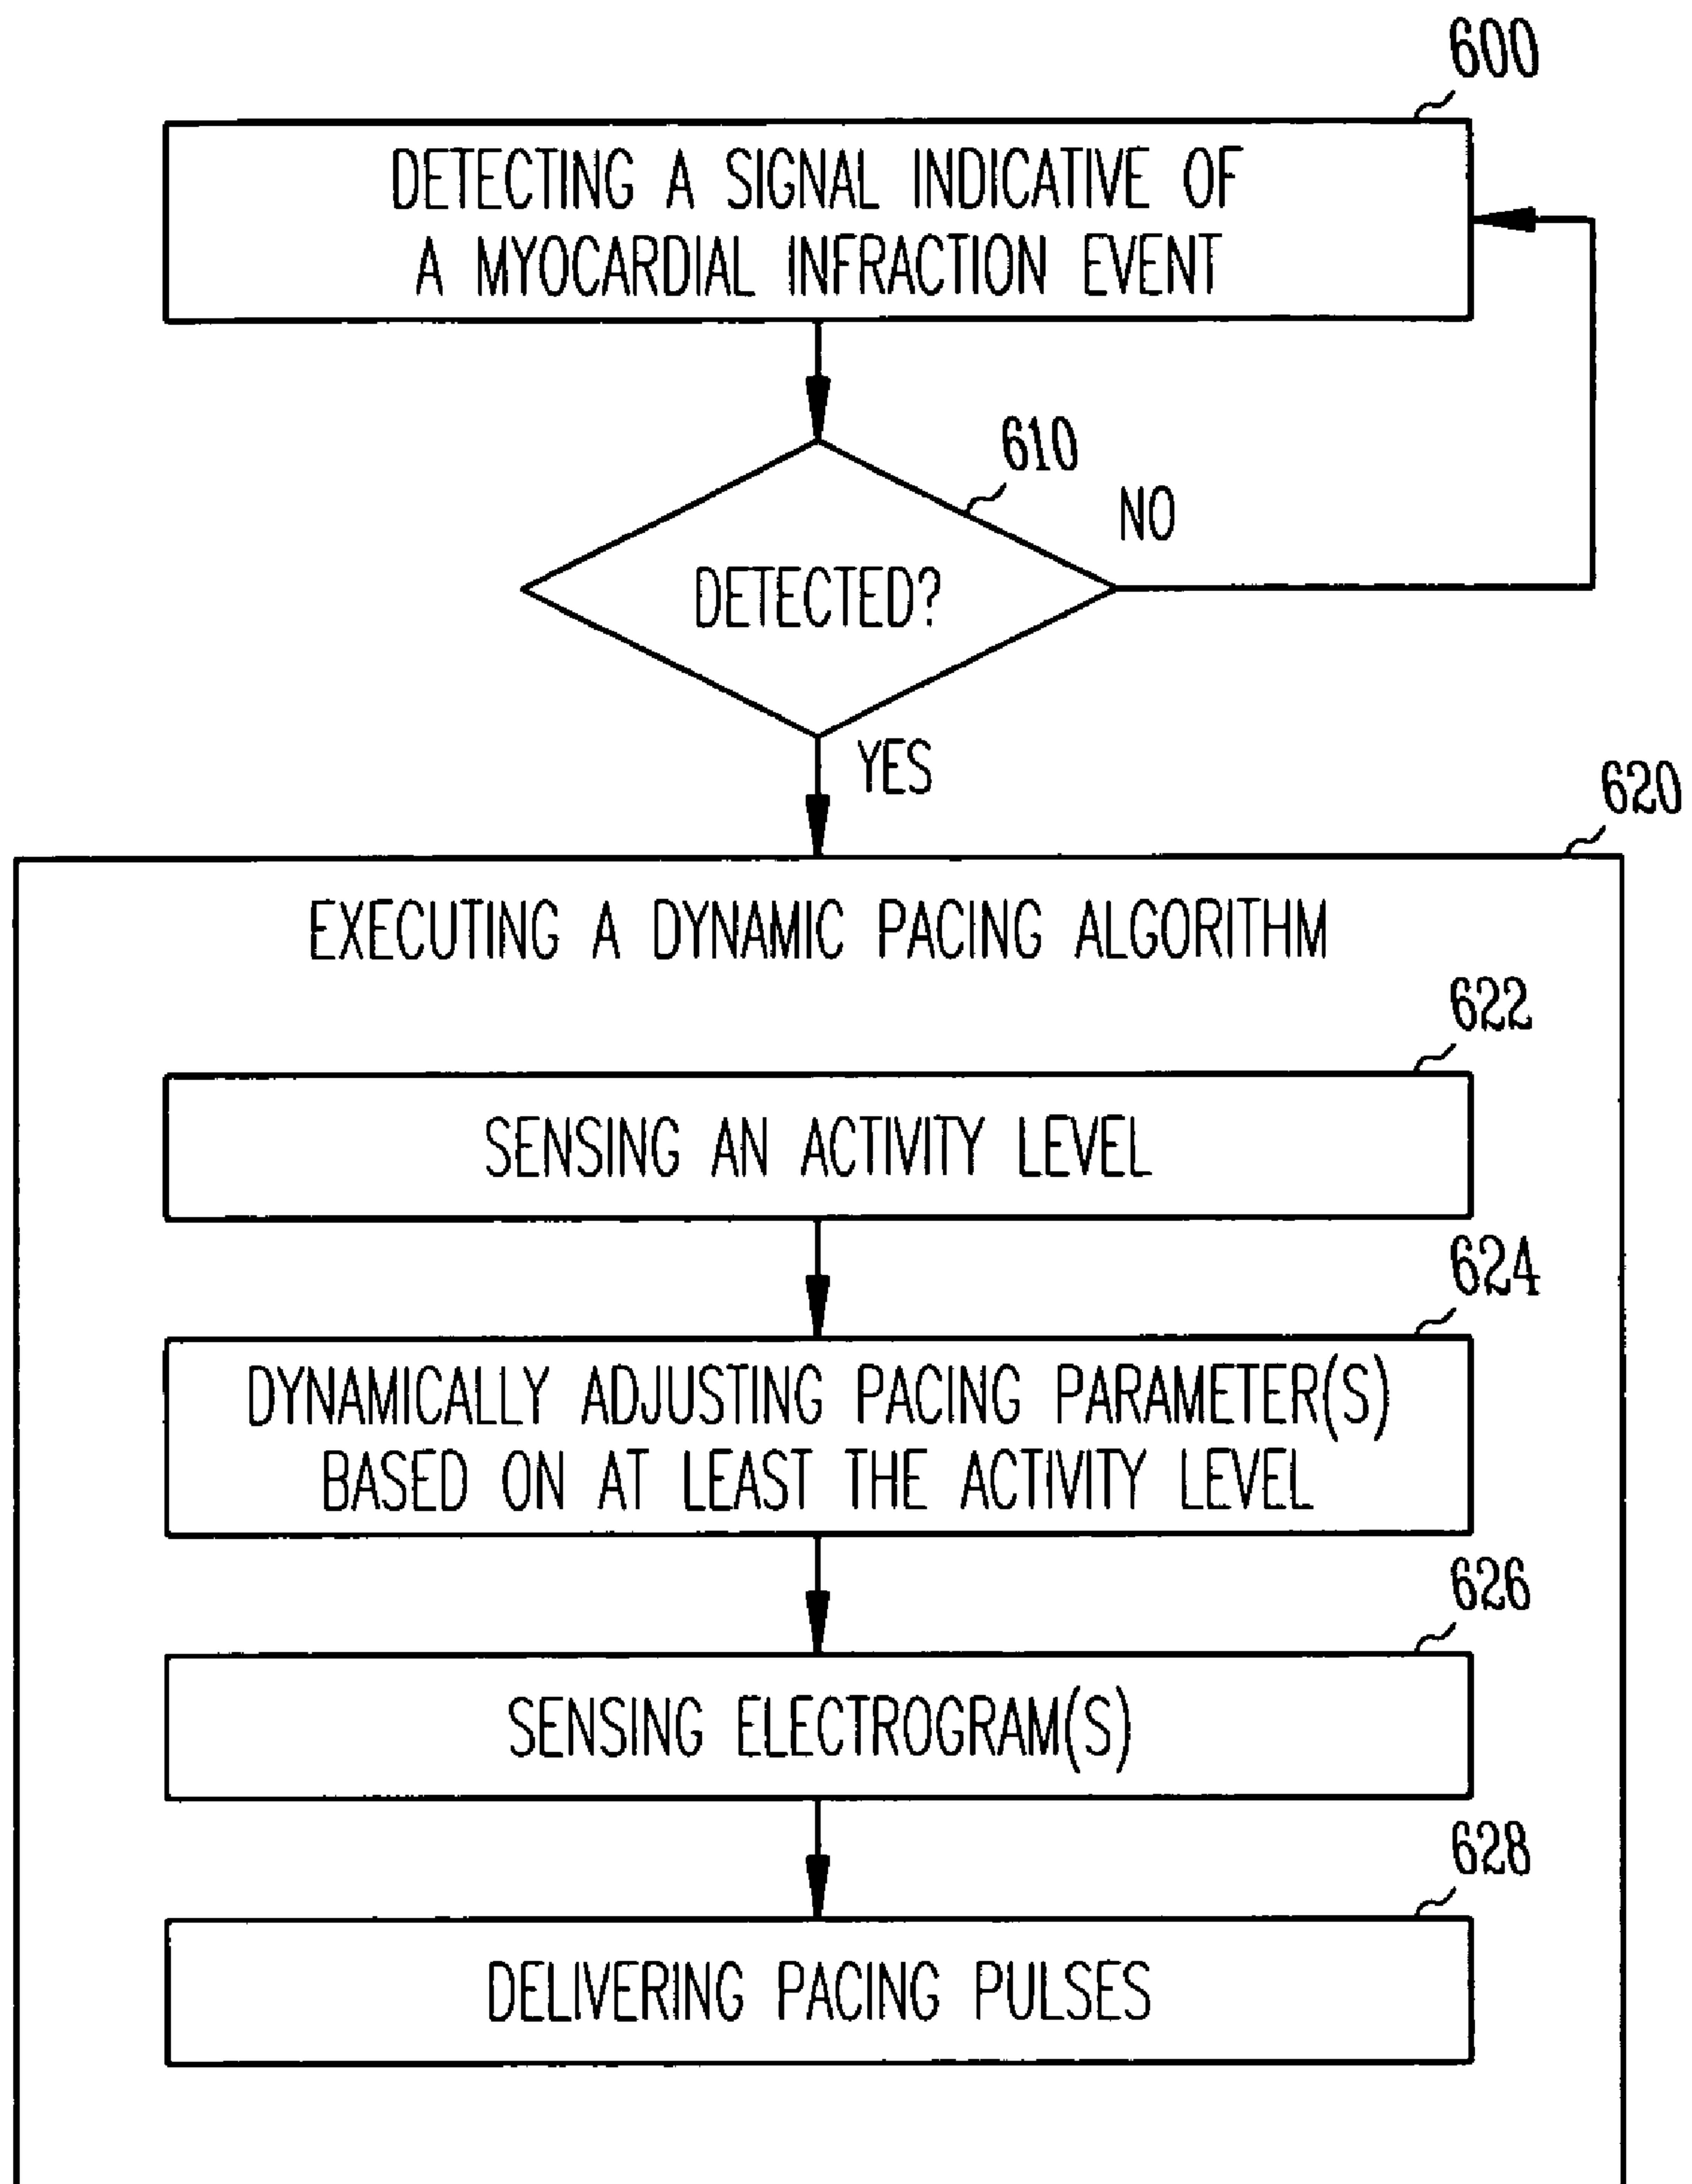 600
DETECTING A SIGNAL INDICATIVE OF
A MYOCARDIAL INFRACTION EVENT
610
NO
DETECTED?
YES
620
EXECUTING A DYNAMIC PACING ALGORITHM
622
SENSING AN ACTIVITY LEVEL
624
DYNAMICALLY ADJUSTING PACING PARAMETER(S)
BASED ON AT LEAST THE ACTIVITY LEVEL
626
SENSING ELECTROGRAM(S)
628
DELIVERING PACING PULSES